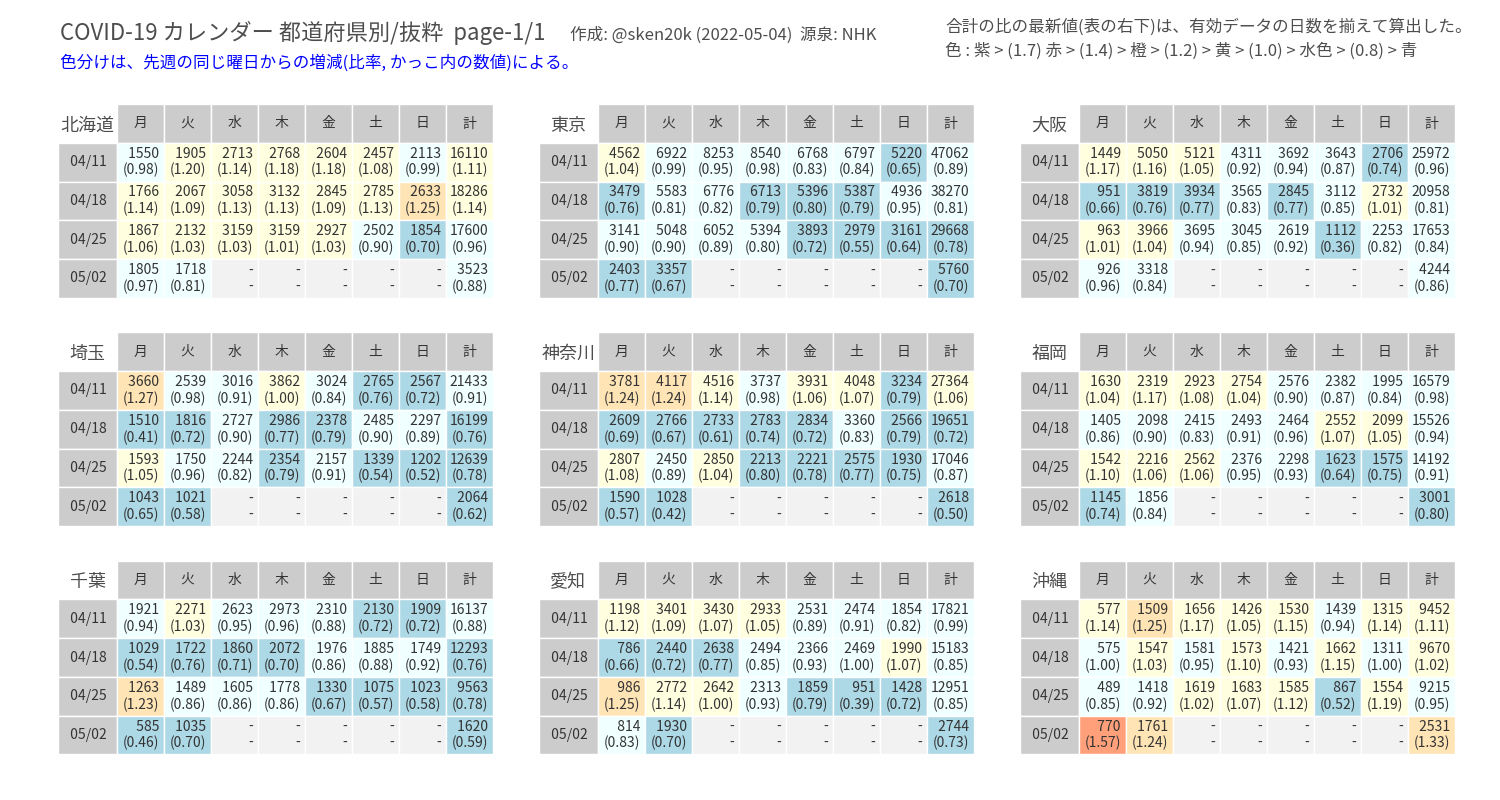 COVID-19 カレンダー 都道府県別/抜粋 page-1/1 作成: @sken20k (2022-05-04) 源泉: NHK
合計の比の最新値(表の右下)は、有効データの日数を揃えて算出した。
色分けは、先週の同じ曜日からの増減(比率, かっこ内の数値)による。
色 : 紫 > (1.7) 赤 > (1.4) 橙 > (1.2) 黄 > (1.0) > 水色 > (0.8) > 青
北海道 月 火 水 木 金 土 日 計
04/11 1550 1905 2713 2768 2604 2457 2113 16110
(0.98) (1.20) (1.14) (1.18) (1.18) (1.08) (0.99) (1.11)
04/18 1766 2067 3058 3132 2845 2785 2633 18286
(1.14) (1.09) (1.13) (1.13) (1.09) (1.13) (1.25) (1.14)
04/25 1867 2132 3159 3159 2927 2502 1854 17600
(1.06) (1.03) (1.03) (1.01) (1.03) (0.90) (0.70) (0.96)
05/02 1805 1718 - - - - - 3523
(0.97) (0.81) - - - - - (0.88)
東京 月 火 水 木 金 土 日 計
04/11 4562 6922 8253 8540 6768 6797 5220 47062
(1.04) (0.99) (0.95) (0.98) (0.83) (0.84) (0.65) (0.89)
04/18 3479 5583 6776 6713 5396 5387 4936 38270
(0.76) (0.81) (0.82) (0.79) (0.80) (0.79) (0.95) (0.81)
04/25 3141 5048 6052 5394 3893 2979 3161 29668
(0.90) (0.90) (0.89) (0.80) (0.72) (0.55) (0.64) (0.78)
05/02 2403 3357 - - - - - 5760
(0.77) (0.67) - - - - - (0.70)
大阪 月 火 水 木 金 土 日 計
04/11 1449 5050 5121 4311 3692 3643 2706 25972
(1.17) (1.16) (1.05) (0.92) (0.94) (0.87) (0.74) (0.96)
04/18 951 3819 3934 3565 2845 3112 2732 20958
(0.66) (0.76) (0.77) (0.83) (0.77) (0.85) (1.01) (0.81)
04/25 963 3966 3695 3045 2619 1112 2253 17653
(1.01) (1.04) (0.94) (0.85) (0.92) (0.36) (0.82) (0.84)
05/02 926 3318 - - - - - 4244
(0.96) (0.84) - - - - - (0.86)
埼玉 月 火 水 木 金 土 日 計
04/11 3660 2539 3016 3862 3024 2765 2567 21433
(1.27) (0.98) (0.91) (1.00) (0.84) (0.76) (0.72) (0.91)
04/18 1510 1816 2727 2986 2378 2485 2297 16199
(0.41) (0.72) (0.90) (0.77) (0.79) (0.90) (0.89) (0.76)
04/25 1593 1750 2244 2354 2157 1339 1202 12639
(1.05) (0.96) (0.82) (0.79) (0.91) (0.54) (0.52) (0.78)
05/02 1043 1021 - - - - - 2064
(0.65) (0.58) - - - - - (0.62)
神奈川 月 火 水 木 金 土 日 計
04/11 3781 4117 4516 3737 3931 4048 3234 27364
(1.24) (1.24) (1.14) (0.98) (1.06) (1.07) (0.79) (1.06)
04/18 2609 2766 2733 2783 2834 3360 2566 19651
(0.69) (0.67) (0.61) (0.74) (0.72) (0.83) (0.79) (0.72)
04/25 2807 2450 2850 2213 2221 2575 1930 17046
(1.08) (0.89) (1.04) (0.80) (0.78) (0.77) (0.75) (0.87)
05/02 1590 1028 - - - - - 2618
(0.57) (0.42) - - - - - (0.50)
福岡 月 火 水 木 金 土 日 計
04/11 1630 2319 2923 2754 2576 2382 1995 16579
(1.04) (1.17) (1.08) (1.04) (0.90) (0.87) (0.84) (0.98)
04/18 1405 2098 2415 2493 2464 2552 2099 15526
(0.86) (0.90) (0.83) (0.91) (0.96) (1.07) (1.05) (0.94)
04/25 1542 2216 2562 2376 2298 1623 1575 14192
(1.10) (1.06) (1.06) (0.95) (0.93) (0.64) (0.75) (0.91)
05/02 1145 1856 - - - - - 3001
(0.74) (0.84) - - - - - (0.80)
千葉 月 火 水 木 金 土 日 計
04/11 1921 2271 2623 2973 2310 2130 1909 16137
(0.94) (1.03) (0.95) (0.96) (0.88) (0.72) (0.72) (0.88)
04/18 1029 1722 1860 2072 1976 1885 1749 12293
(0.54) (0.76) (0.71) (0.70) (0.86) (0.88) (0.92) (0.76)
04/25 1263 1489 1605 1778 1330 1075 1023 9563
(1.23) (0.86) (0.86) (0.86) (0.67) (0.57) (0.58) (0.78)
05/02 585 1035 - - - - - 1620
(0.46) (0.70) - - - - - (0.59)
愛知 月 火 水 木 金 土 日 計
04/11 1198 3401 3430 2933 2531 2474 1854 17821
(1.12) (1.09) (1.07) (1.05) (0.89) (0.91) (0.82) (0.99)
04/18 786 2440 2638 2494 2366 2469 1990 15183
(0.66) (0.72) (0.77) (0.85) (0.93) (1.00) (1.07) (0.85)
04/25 986 2772 2642 2313 1859 951 1428 12951
(1.25) (1.14) (1.00) (0.93) (0.79) (0.39) (0.72) (0.85)
05/02 814 1930 - - - - - 2744
(0.83) (0.70) - - - - - (0.73)
沖縄 月 火 水 木 金 土 日 計
04/11 577 1509 1656 1426 1530 1439 1315 9452
(1.14) (1.25) (1.17) (1.05) (1.15) (0.94) (1.14) (1.11)
04/18 575 1547 1581 1573 1421 1662 1311 9670
(1.00) (1.03) (0.95) (1.10) (0.93) (1.15) (1.00) (1.02)
04/25 489 1418 1619 1683 1585 867 1554 9215
(0.85) (0.92) (1.02) (1.07) (1.12) (0.52) (1.19) (0.95)
05/02 770 1761 - - - - - 2531
(1.57) (1.24) - - - - - (1.33)